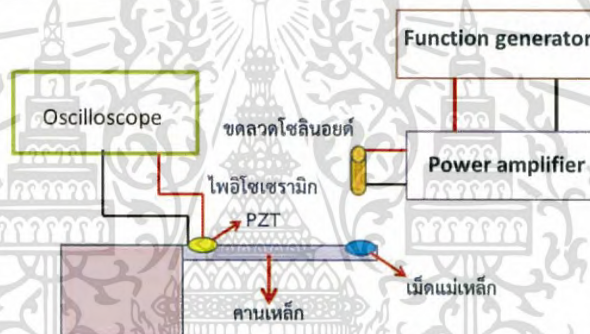 Function generator
Oscilloscope
ขดลวดโซลินอยด์
Power amplifier
ไพอิโซเซรามิก
PZT
เม็ดแม่เหล็ก
คานเหล็ก